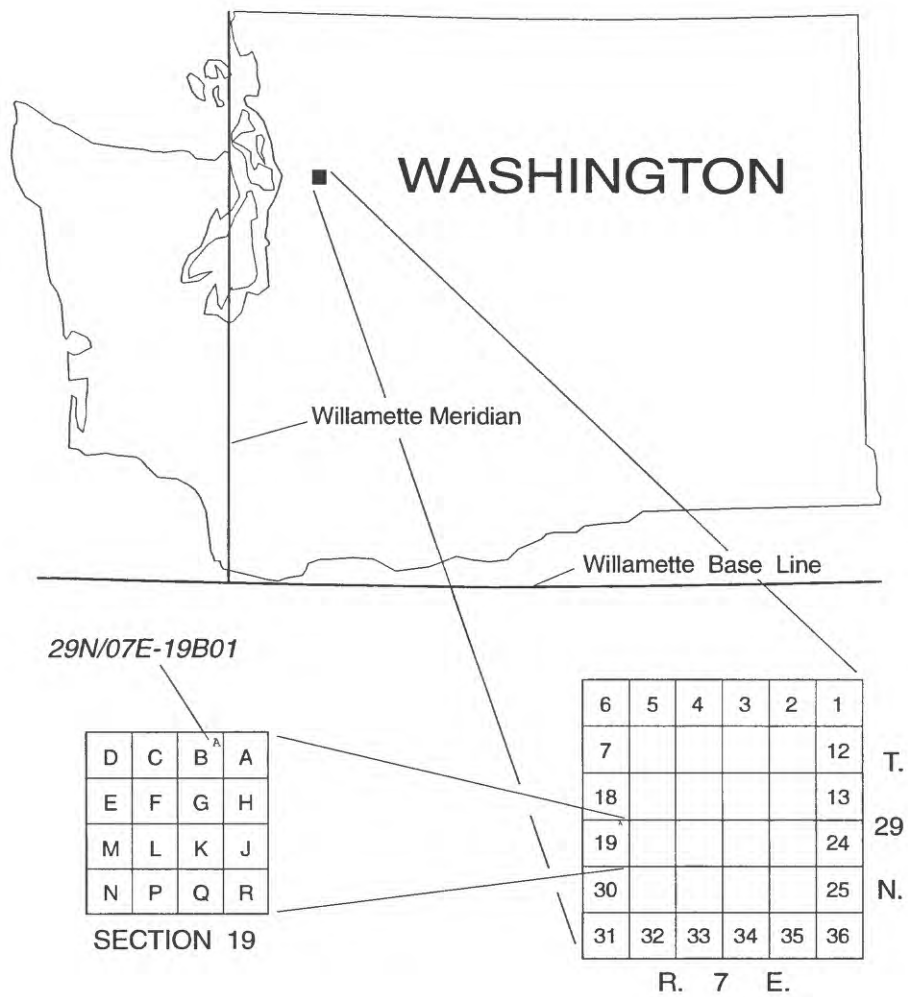 WASHINGTON
Willamette Meridian
Willamette Base Line
29N/07E-19B01
D C B A
E F G H
M L K J
N P Q R
SECTION 19
6 5 4 3 2 1
7 12
18 13
19 24
30 25
31 32 33 34 35 36
T.
29
N.
R. 7 E.